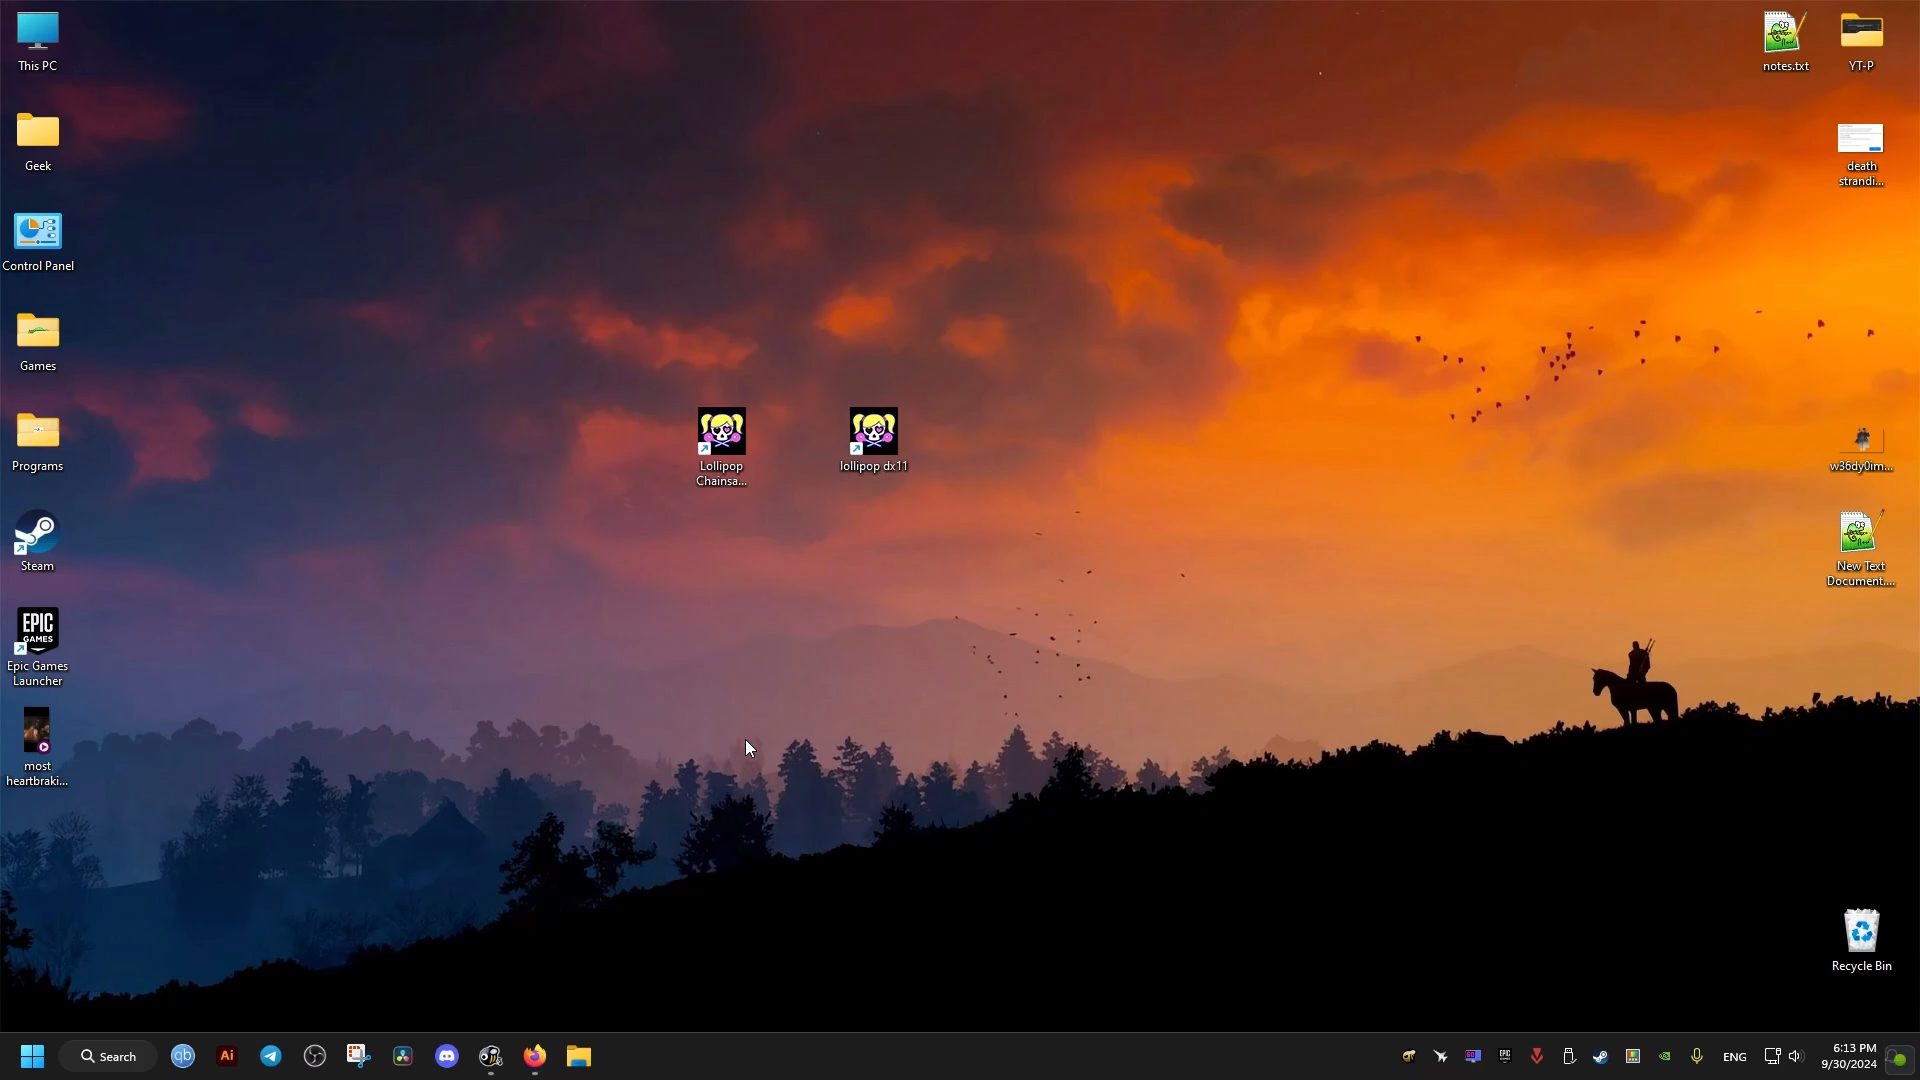 This PC
Geek
Control Panel
Games
Programs
Steam
EPIC
GAMES
Epic Games
Launcher
most
heartbraki...
Lollipop
Chainsa...
lollipop dx11
notes.txt
YT-P
death
strandi...
w36dy0im...
New Text
Document....
Recycle Bin
Search
qb
Ai
EPIC
ENG
6:13 PM
9/30/2024